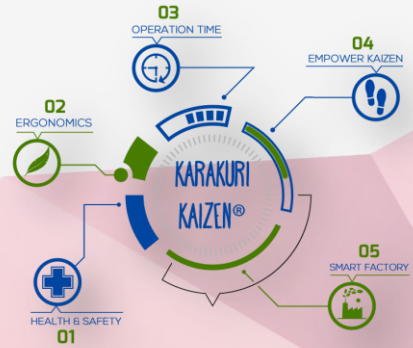 03
OPERATION TIME
04
EMPOWER KAIZEN
02
ERGONOMICS
KARAKURI
KAIZEN®
05
SMART FACTORY
HEALTH & SAFETY
01